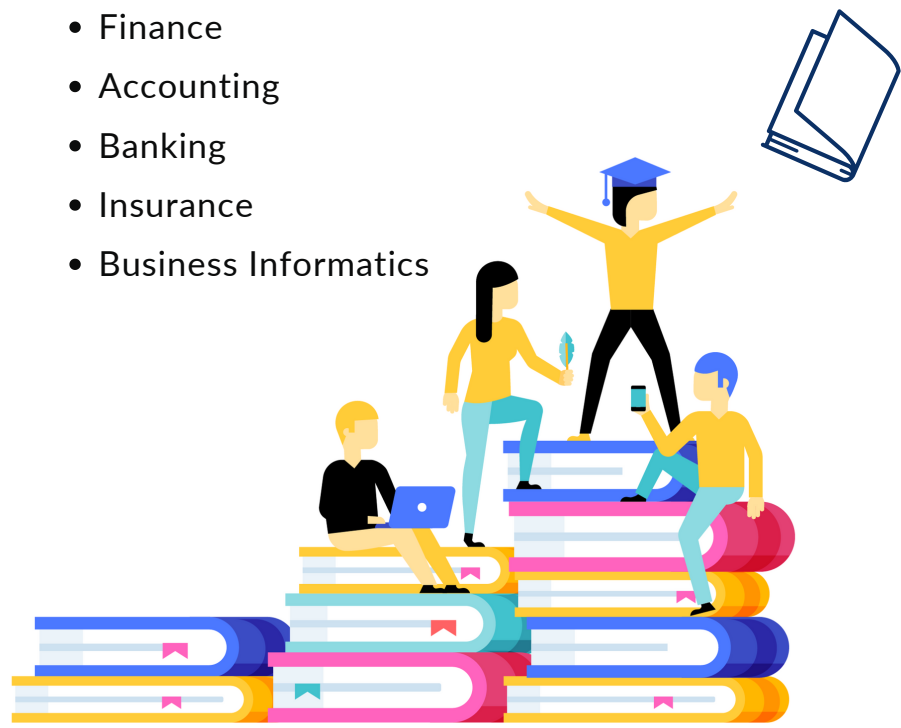 • Finance
• Accounting
• Banking
• Insurance
• Business Informatics